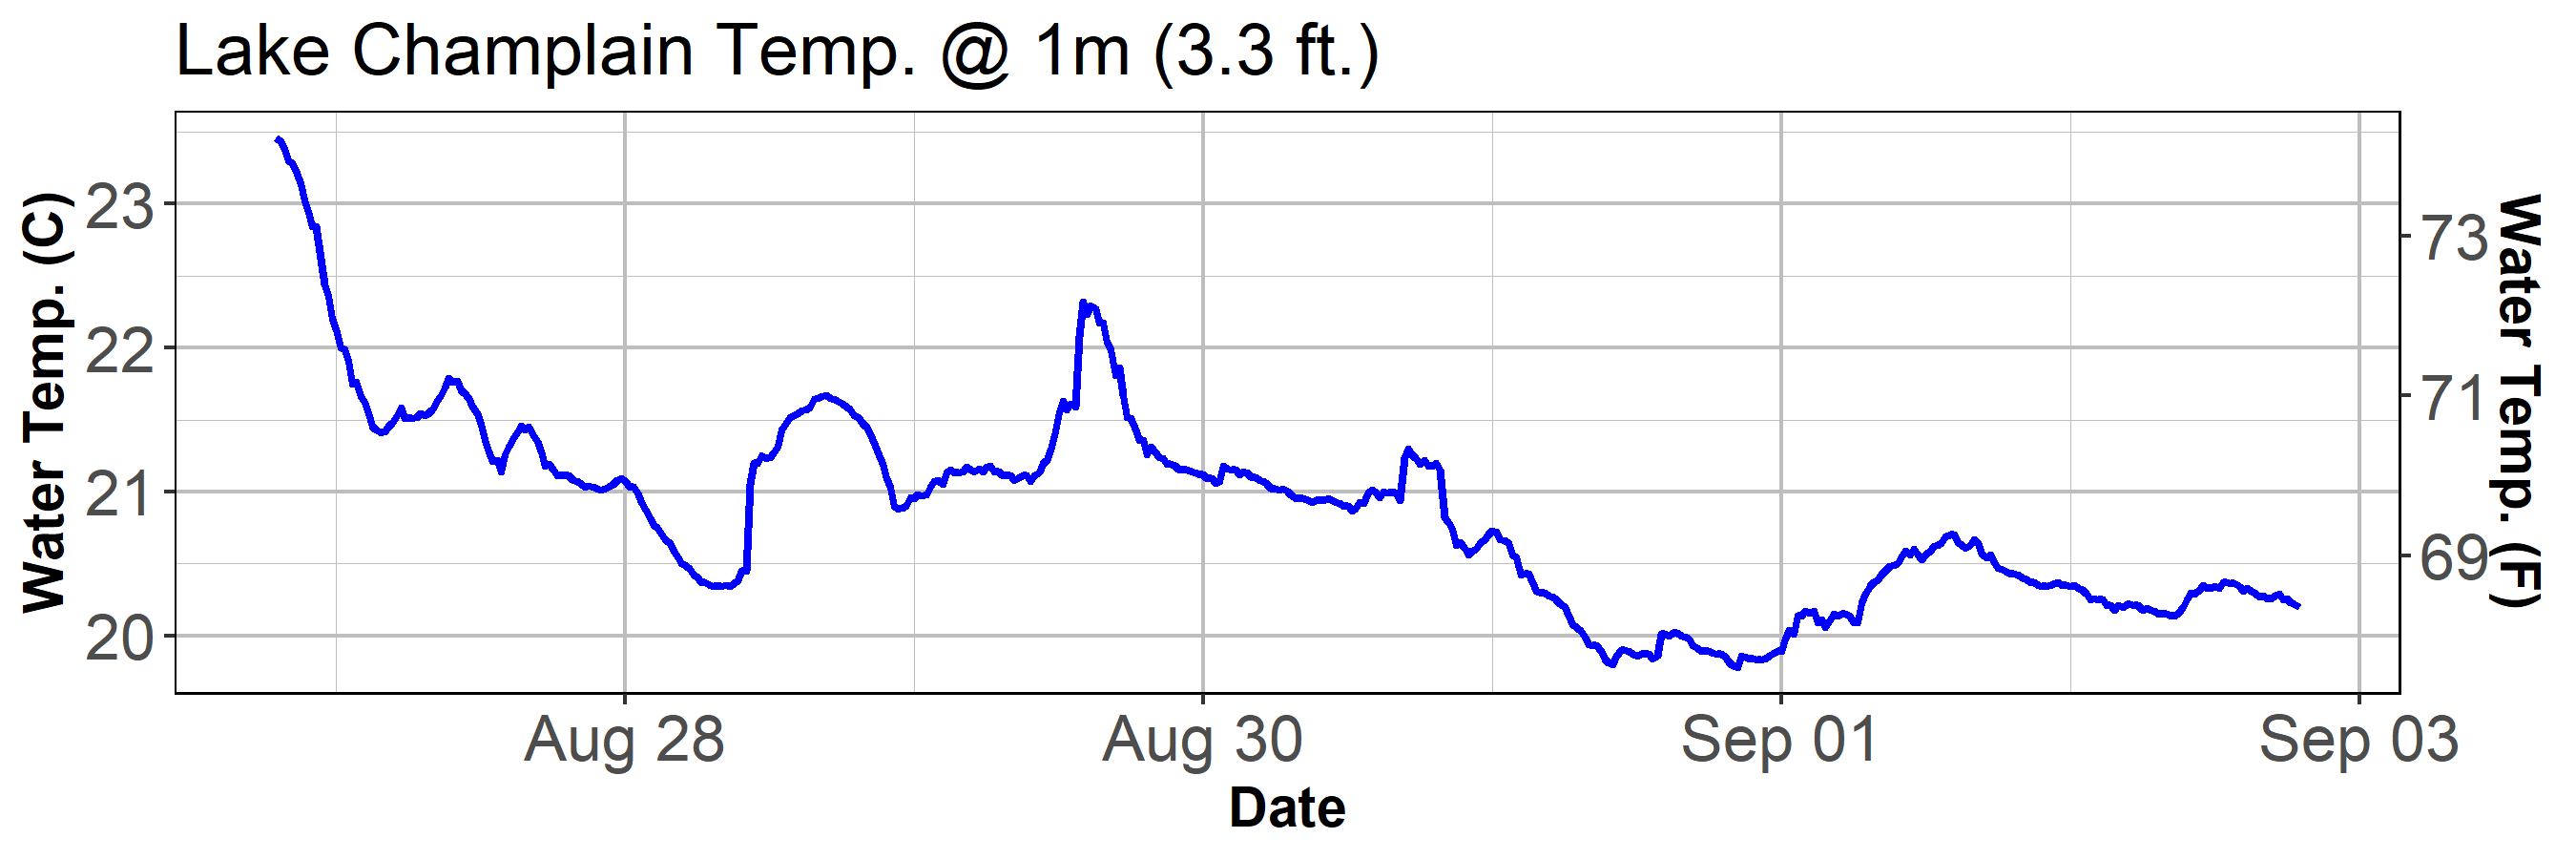 Lake Champlain Temp. @ 1m (3.3 ft.)
Water Temp. (C)
23
22
21
20
73
71
69
Water Temp. (F)
Aug 28 Aug 30 Sep 01 Sep 03
Date